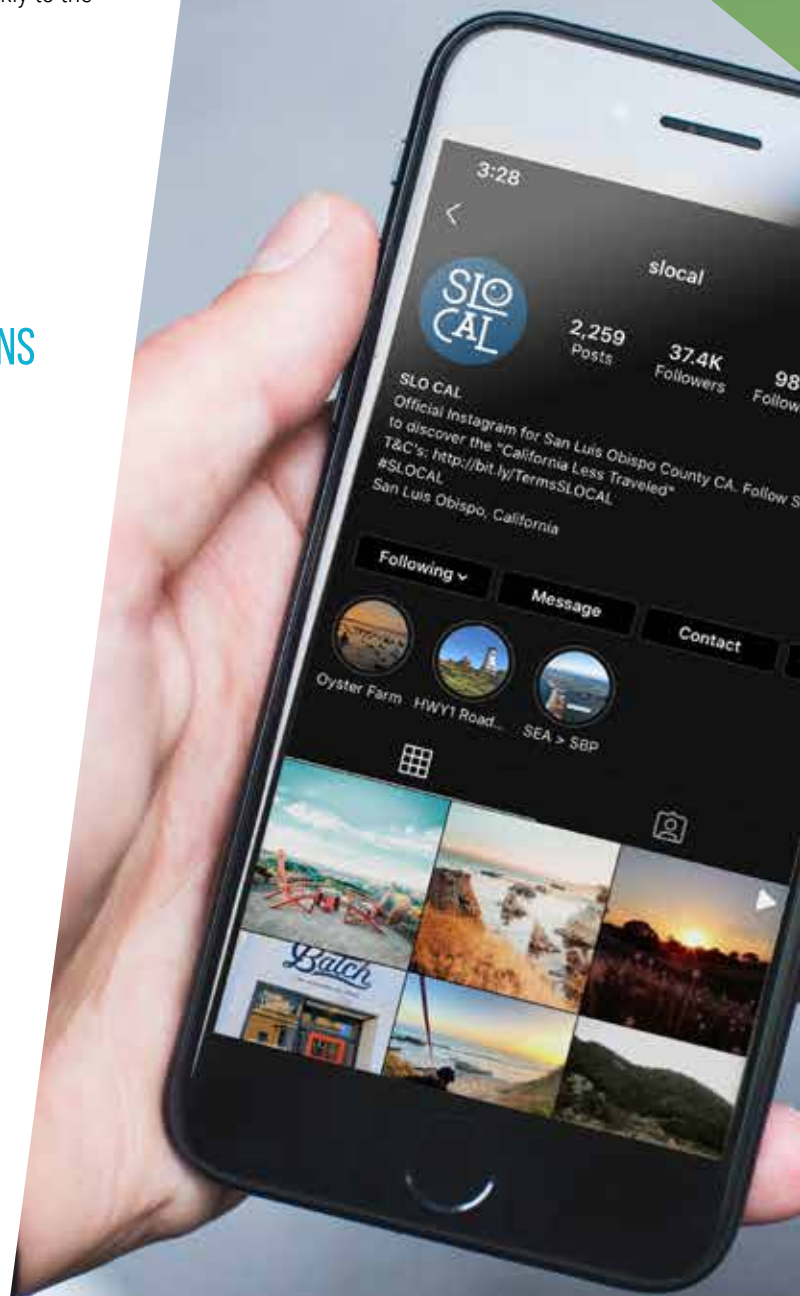 kly to the
NS
3:28
slocal
SLO
CAL
2,259
Posts
37.4K
Followers
98
Follow
SLO CAL
Official Instagram for San Luis Obispo County CA. Follow S
to discover the "California Less Traveled"
T&C's: http://bit.ly/TermsSLOCAL
#SLOCAL
San Luis Obispo, California
Following
Message
Contact
Oyster Farm
HWY1 Road...
SEA > SBP
Batch